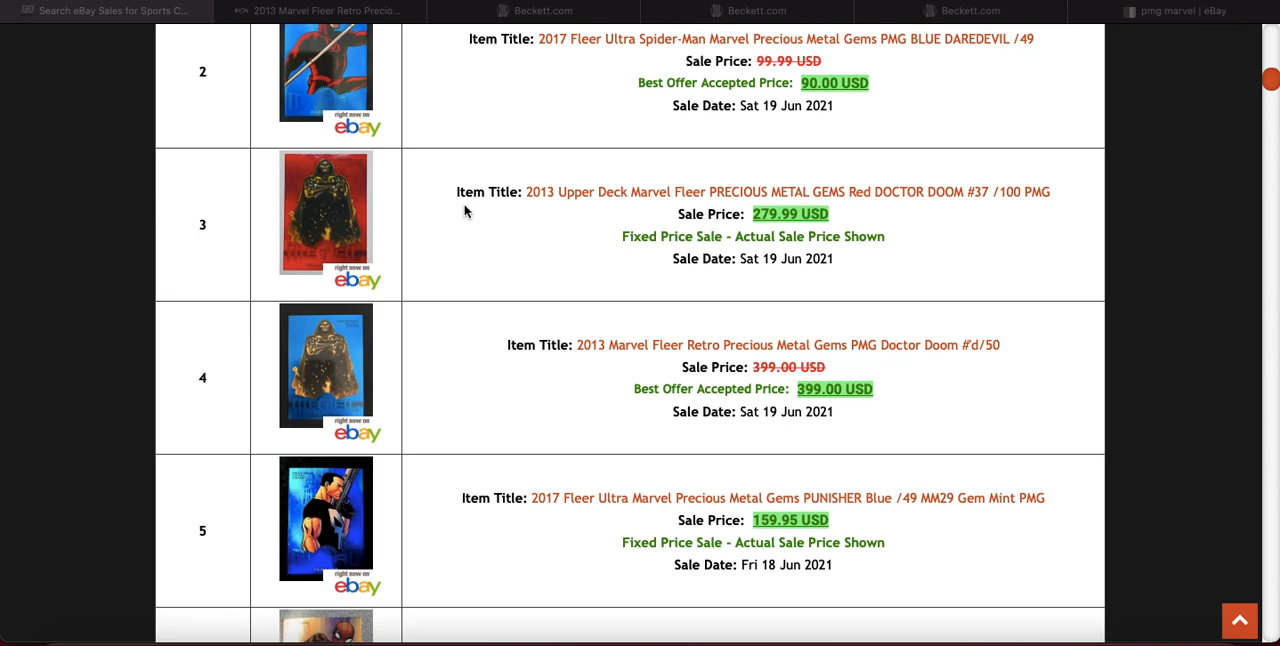 Search eBay Sales for Sports C...
2013 Marvel Fleer Retro Precio...
Beckett.com
Beckett.com
Beckett.com
pmg marvel | eBay
2
right now on
ebay
Item Title: 2017 Fleer Ultra Spider-Man Marvel Precious Metal Gems PMG BLUE DAREDEVIL /49
Sale Price: 99.99 USD
Best Offer Accepted Price: 90.00 USD
Sale Date: Sat 19 Jun 2021
3
right now on
ebay
Item Title: 2013 Upper Deck Marvel Fleer PRECIOUS METAL GEMS Red DOCTOR DOOM #37 /100 PMG
Sale Price: 279.99 USD
Fixed Price Sale - Actual Sale Price Shown
Sale Date: Sat 19 Jun 2021
4
right now on
ebay
Item Title: 2013 Marvel Fleer Retro Precious Metal Gems PMG Doctor Doom #'d/50
Sale Price: 399.00 USD
Best Offer Accepted Price: 399.00 USD
Sale Date: Sat 19 Jun 2021
5
right now on
ebay
Item Title: 2017 Fleer Ultra Marvel Precious Metal Gems PUNISHER Blue /49 MM29 Gem Mint PMG
Sale Price: 159.95 USD
Fixed Price Sale - Actual Sale Price Shown
Sale Date: Fri 18 Jun 2021